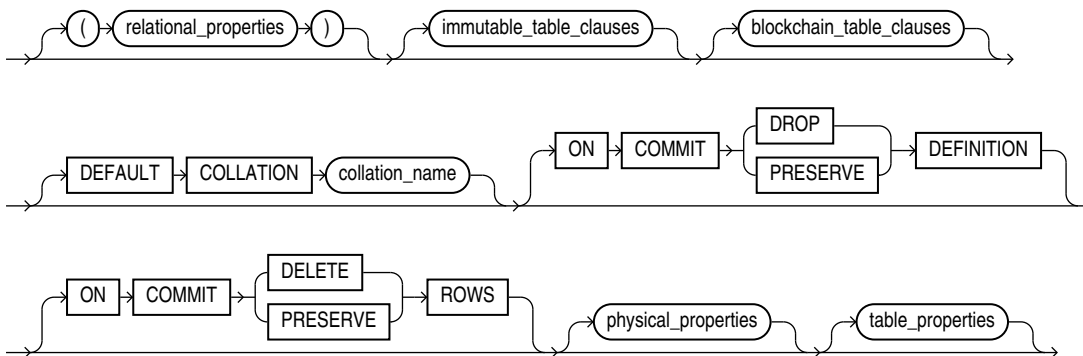 ( relational_properties ) immutable_table_clauses blockchain_table_clauses
DROP
ON COMMIT DEFINITION
DEFAULT COLLATION collation_name PRESERVE
DELETE
ON COMMIT ROWS
PRESERVE physical_properties table_properties